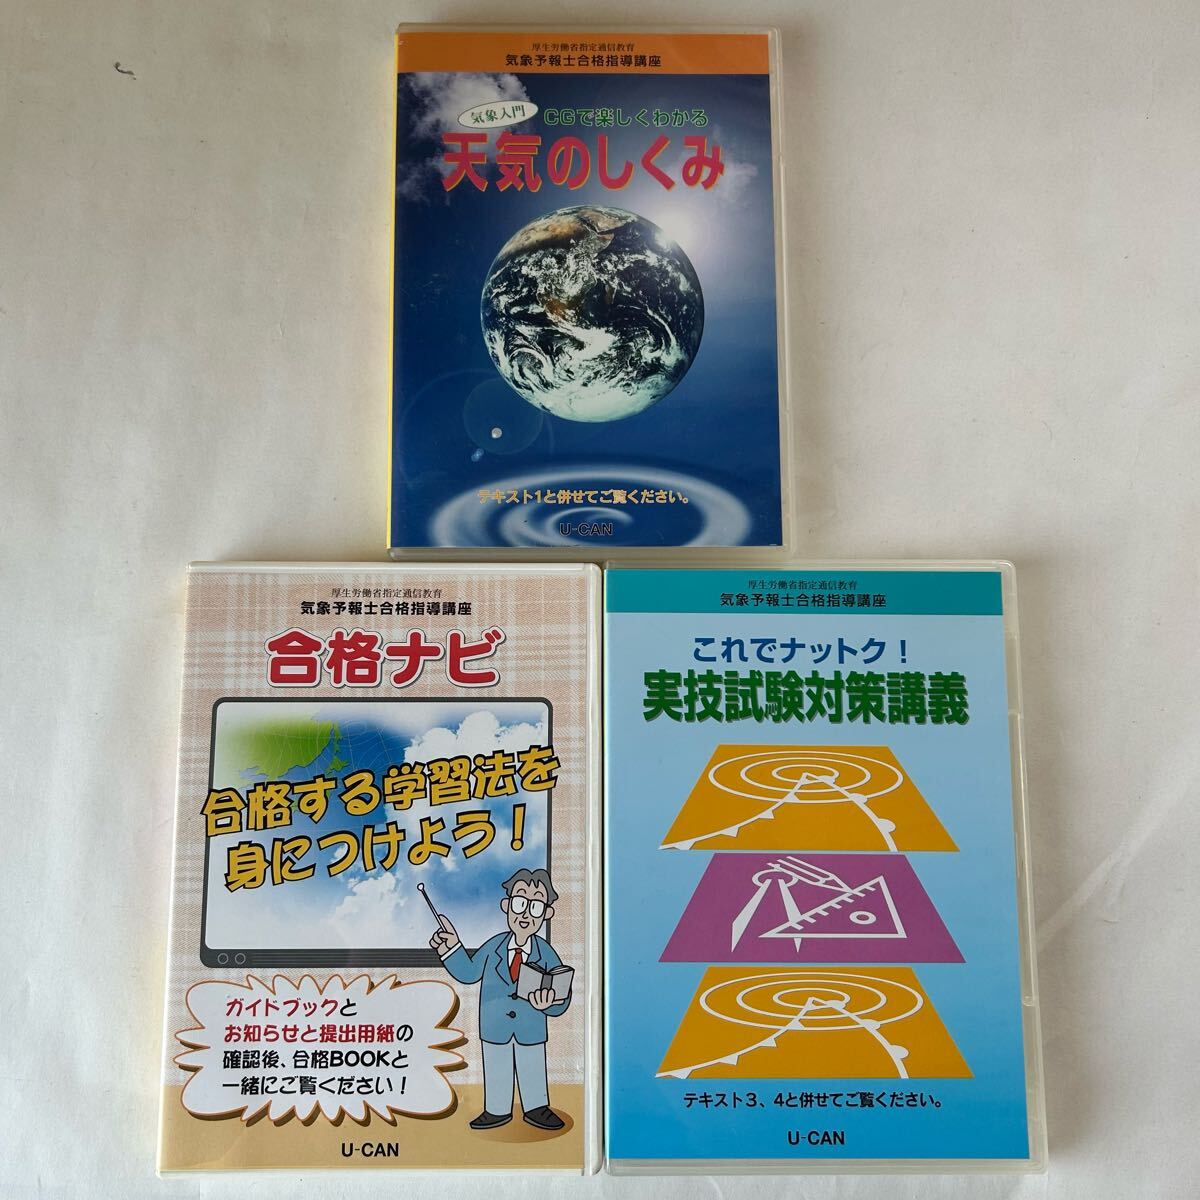 厚生労働省指定通信教育
気象予報士合格指導講座
気象入門
CGで楽しくわかる
天気のしくみ
テキスト1と併せてご覧ください。
U-CAN
厚生労働省指定通信教育
気象予報士合格指導講座
合格ナビ
合格する学習法を
身につけよう!
ガイドブックと
お知らせと提出用紙の
確認後、合格BOOKと
一緒にご覧ください!
U-CAN
厚生労働省指定通信教育
気象予報士合格指導講座
これでナットク!
実技試験対策講義
テキスト3、4と併せてご覧ください。
U-CAN